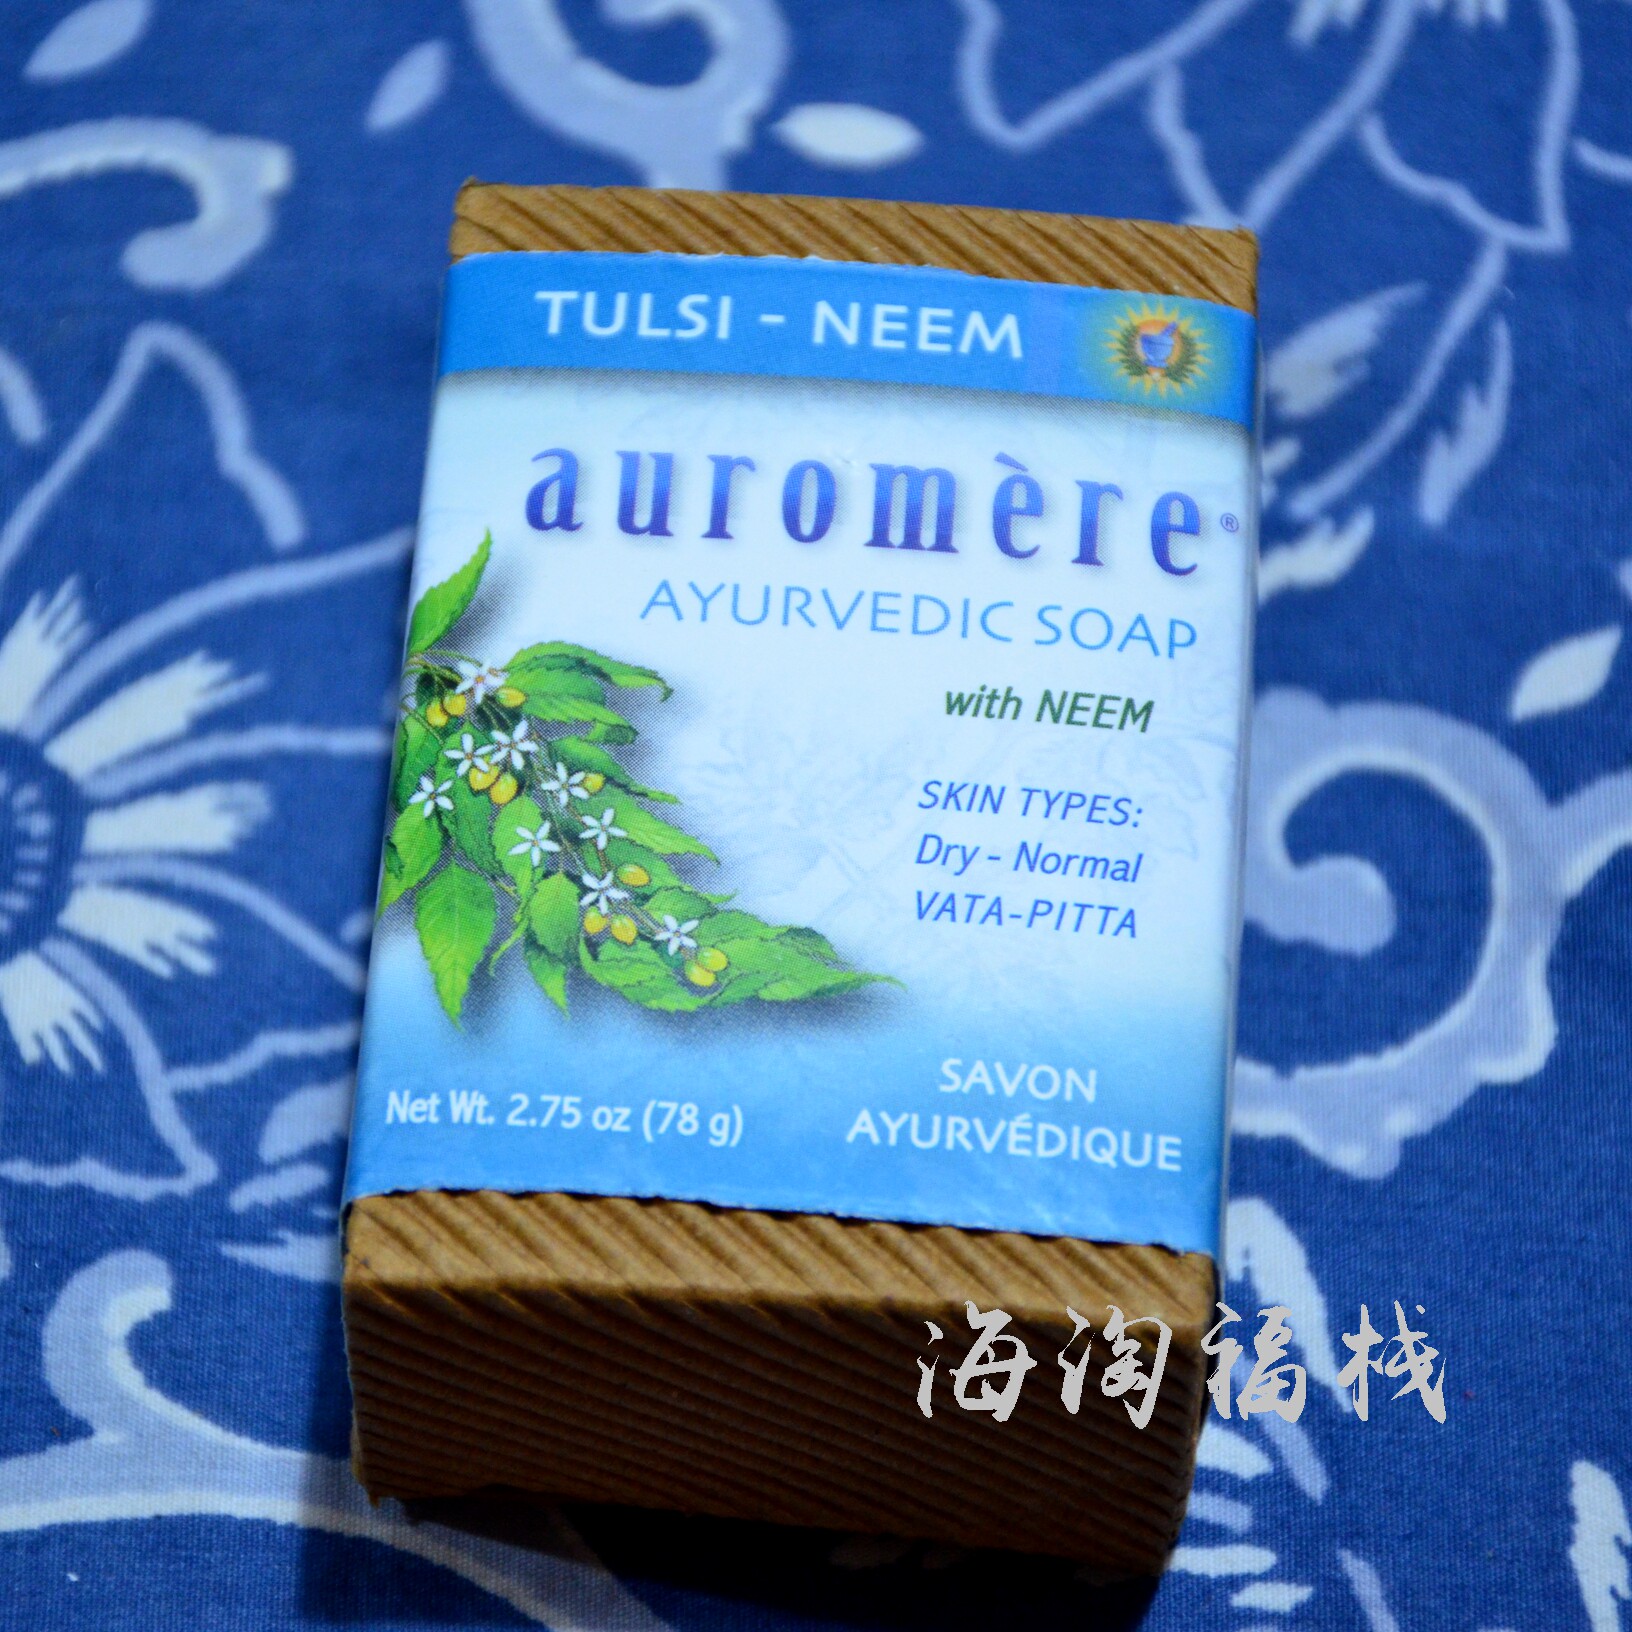 TULSI - NEEM
auromère®
AYURVEDIC SOAP
with NEEM
SKIN TYPES:
Dry - Normal
VATA-PITTA
SAVON
AYURVÉDIQUE
Net Wt. 2.75 oz (78 g)
海淘福栈